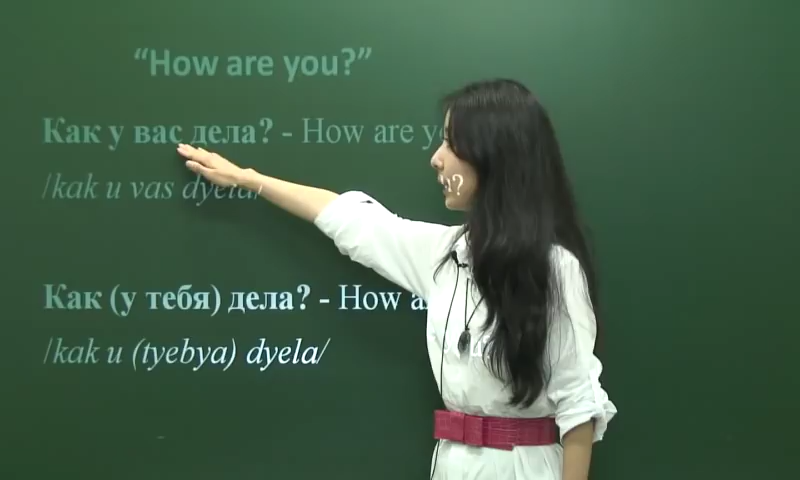 “How are you?”
Как у вас дела? - How are
/kak u vas dyela/
Как (у тебя) дела? - How
/kak u (tyebya) dyela/